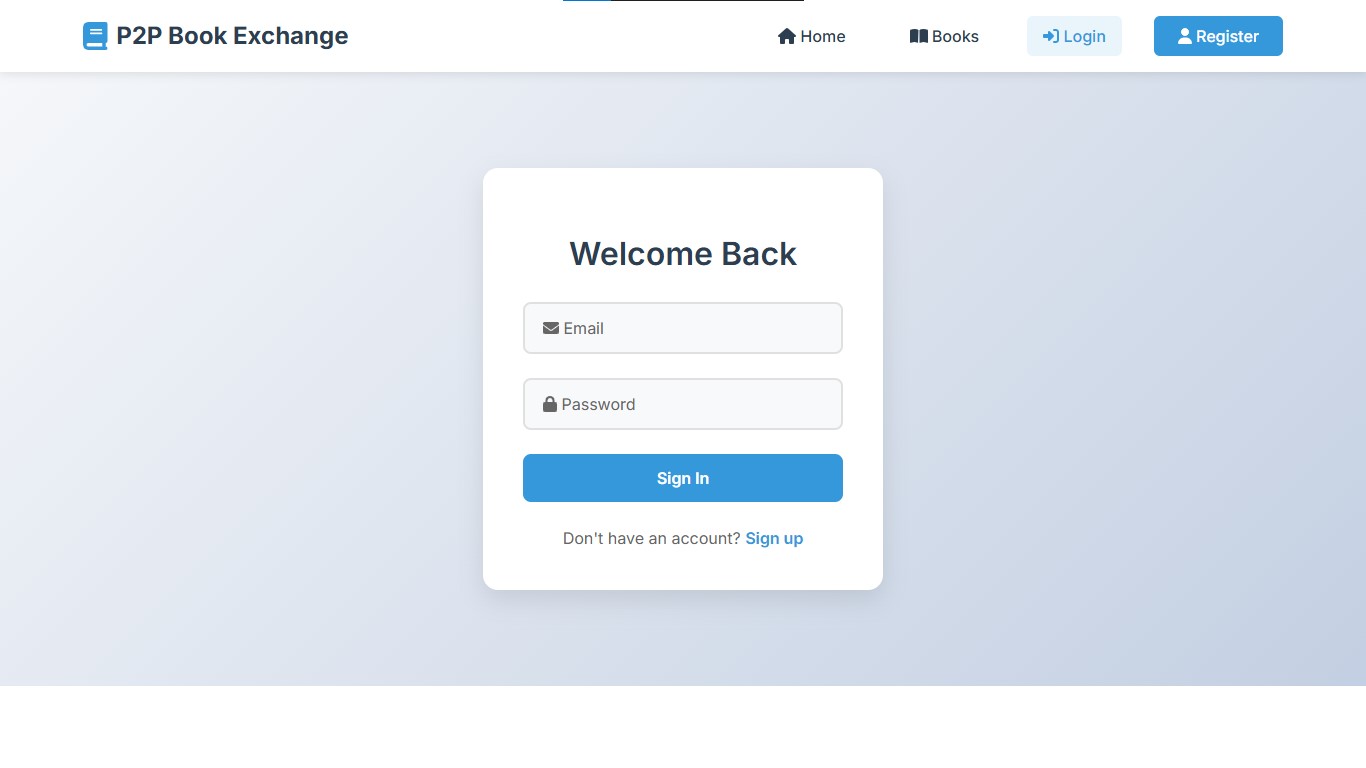 P2P Book Exchange
Home
Books
Login
Register
Welcome Back
Email
Password
Sign In
Don't have an account? Sign up